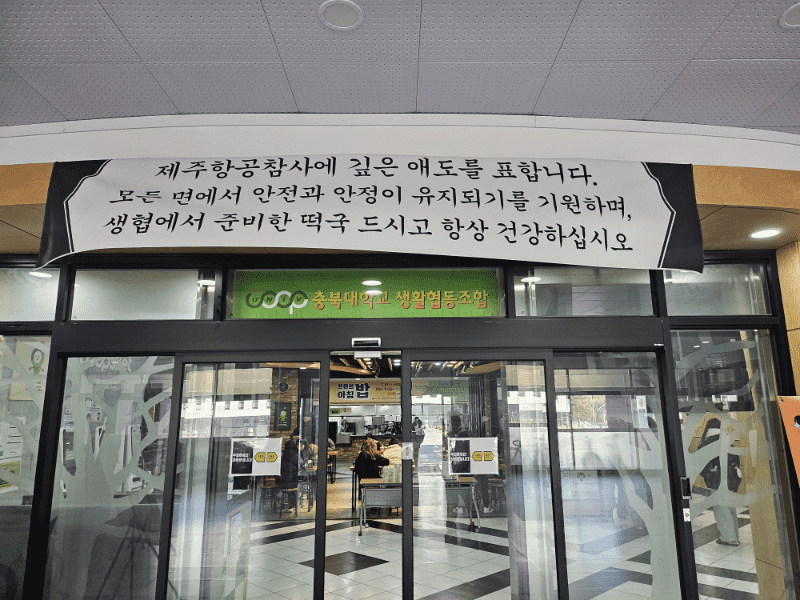 제주항공참사에 깊은 애도를 표합니다.
모든 면에서 안전과 안정이 유지되기를 기원하며,
생협에서 준비한 떡국 드시고 항상 건강하십시오
coop 충북대학교 생활협동조합
천원의
아침밥